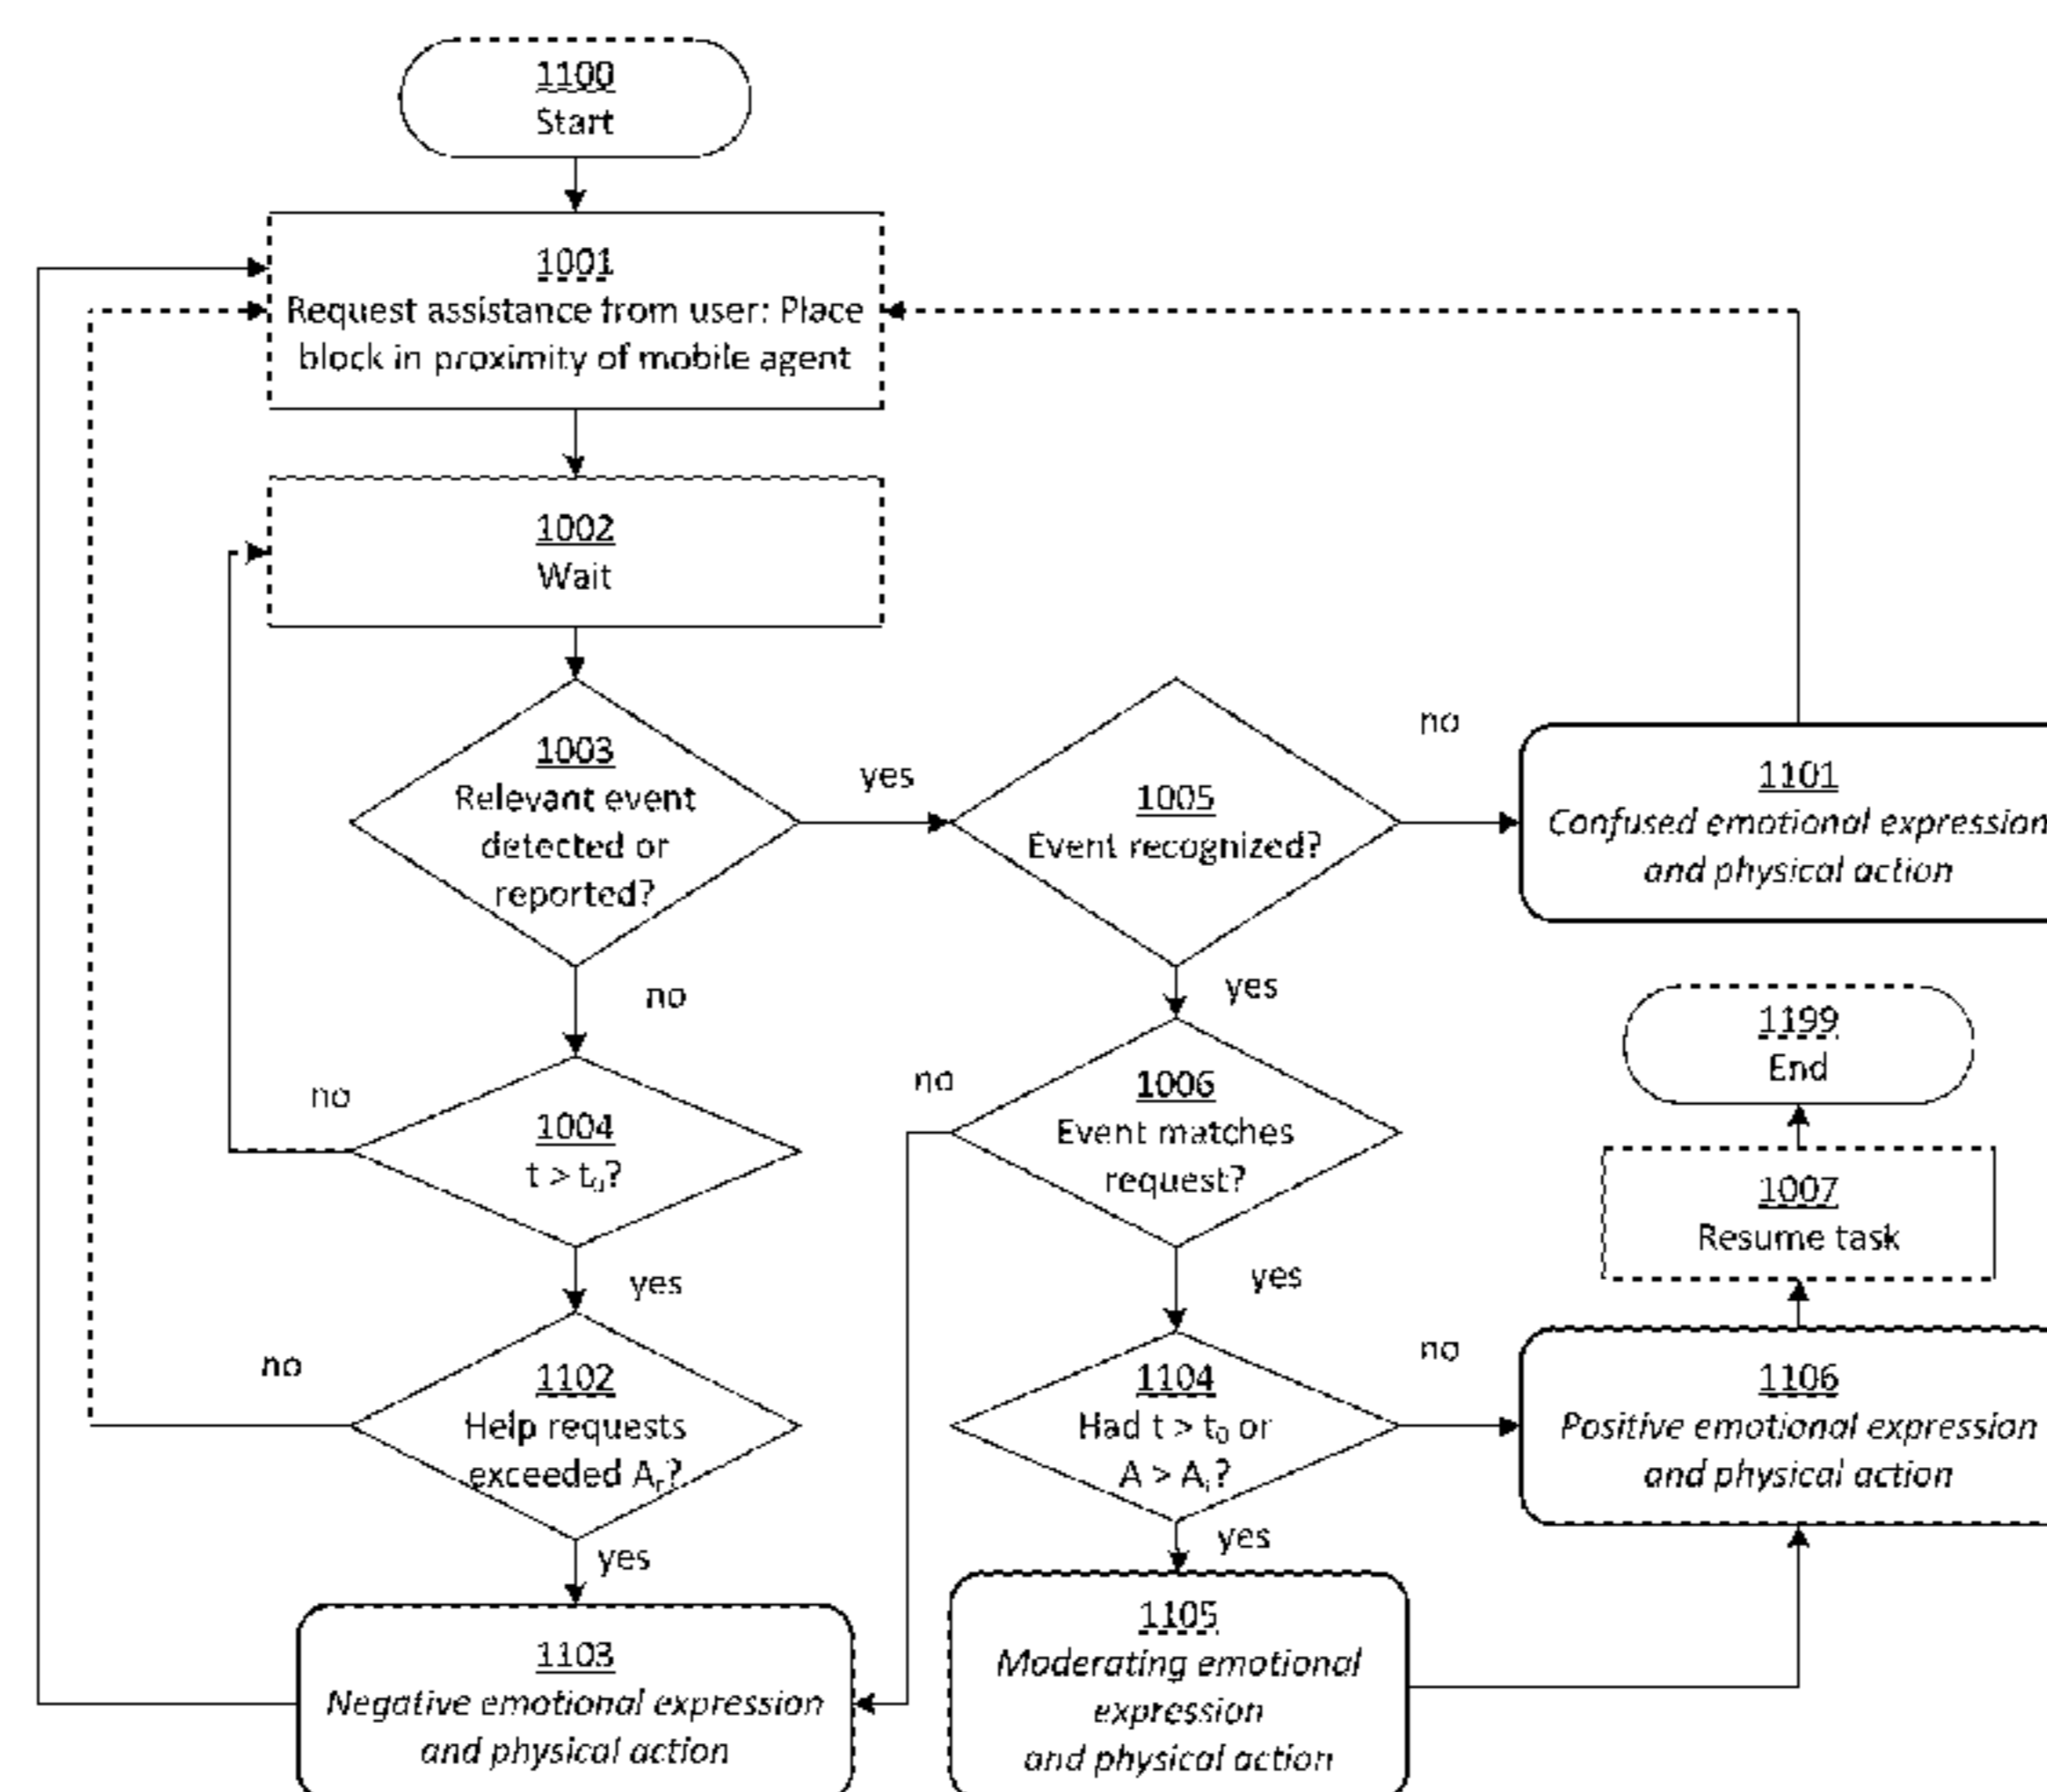 1100
Start
1001
Request assistance from user: Place
block in proximity of mobile agent
1002
Wait
1003
Relevant event
detected or
reported?
yes
1005
Event recognized?
no
1101
Confused emotional expression
and physical action
no
yes
1199
End
no
1004
t > t₀?
no
1006
Event matches
request?
1007
Resume task
yes
yes
no
1102
Help requests
exceeded Aᵣ?
1104
Had t > t₀ or
A > Aᵢ?
no
1106
Positive emotional expression
and physical action
yes
yes
1103
Negative emotional expression
and physical action
1105
Moderating emotional
expression
and physical action